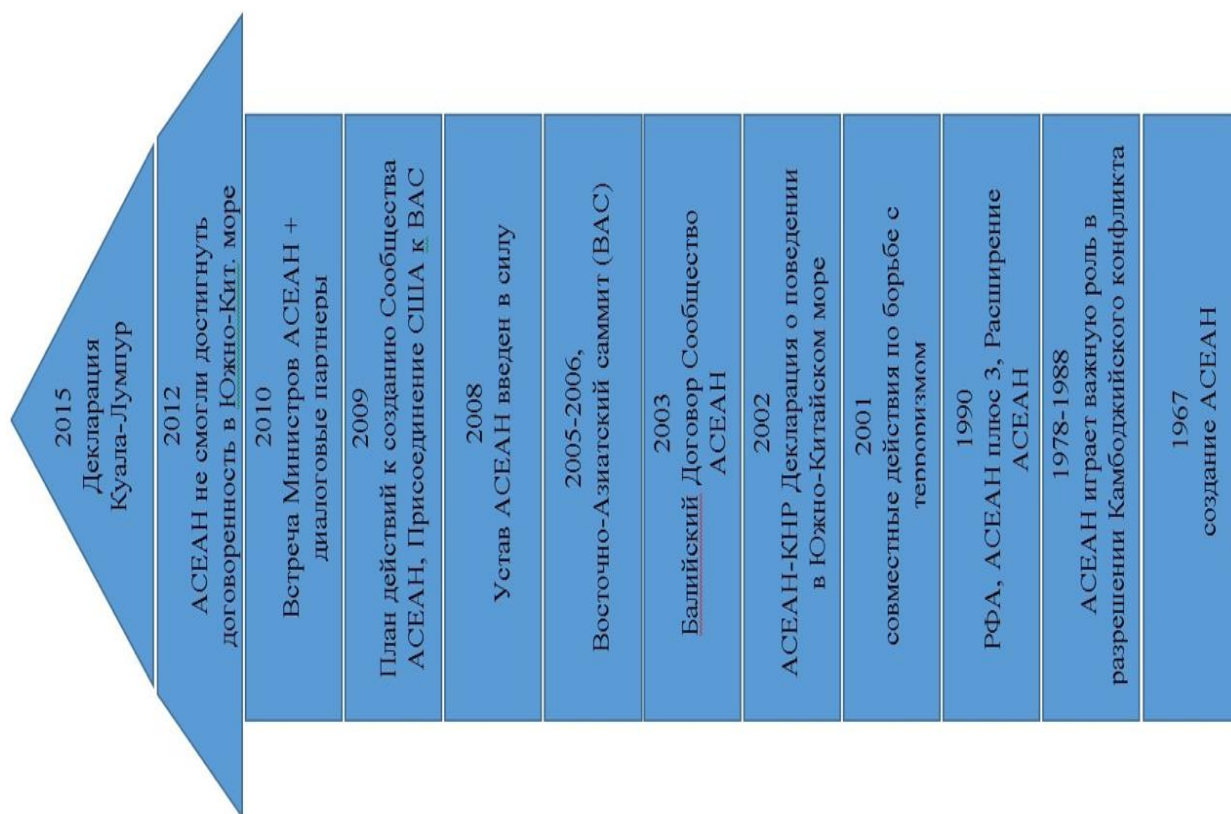 2015
Декларация
Куала-Лумпур
2012
АСЕАН не смогли достигнуть
договоренность в Южно-Кит. море
2010
Встреча Министров АСЕАН +
диалоговые партнеры
2009
План действий к созданию Сообщества
АСЕАН, Присоединение США к ВАС
2008
Устав АСЕАН введен в силу
2005-2006,
Восточно-Азиатский саммит (ВАС)
2003
Балийский Договор Сообщество
АСЕАН
2002
АСЕАН-КНР Декларация о поведении
в Южно-Китайском море
2001
совместные действия по борьбе с
терроризмом
1990
РФА, АСЕАН плюс 3, Расширение
АСЕАН
1978-1988
АСЕАН играет важную роль в
разрешении Камбоджийского конфликта
1967
создание АСЕАН